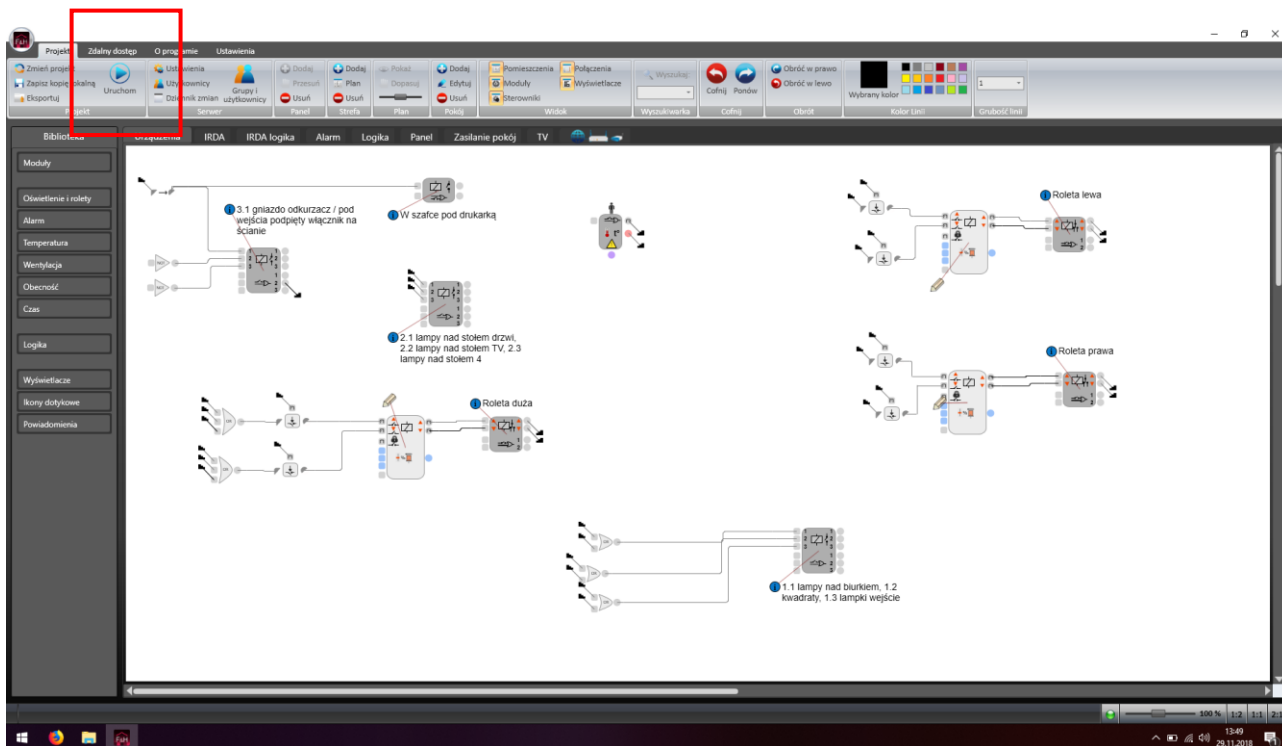 F&H
Projekt Zdalny dostęp O programie Ustawienia
Zmień projekt
Zapisz kopię lokalną
Eksportuj
Uruchom
Projekt
Ustawienia
Użytkownicy
Dziennik zmian
Grupy i
użytkownicy
Serwer
Dodaj
Przesuń
Usuń
Panel
Dodaj
Plan
Usuń
Strefa
Pokaż
Dopasuj
Plan
Dodaj
Edytuj
Usuń
Pokój
Pomieszczenia
Moduły
Sterowniki
Połączenia
Wyświetlacze
Widok
Wyszukaj:
Wyszukiwarka
Cofnij Ponów
Cofnij
Obróć w prawo
Obróć w lewo
Obrót
Wybrany kolor
Kolor Linii
1
Grubość linii
Biblioteka
Urządzenia IRDA IRDA logika Alarm Logika Panel Zasilanie pokój TV
Moduły
Oświetlenie i rolety
Alarm
Temperatura
Wentylacja
Obecność
Czas
Logika
Wyświetlacze
Ikony dotykowe
Powiadomienia
3.1 gniazdo odkurzacz / pod
wejścia podpięty włącznik na
ścianie
W szafce pod drukarką
Roleta lewa
2.1 lampy nad stołem drzwi,
2.2 lampy nad stołem TV, 2.3
lampy nad stołem 4
Roleta prawa
Roleta duża
1.1 lampy nad biurkiem, 1.2
kwadraty, 1.3 lampki wejście
100 % 1:2 1:1 2:1
13:49
29.11.2018